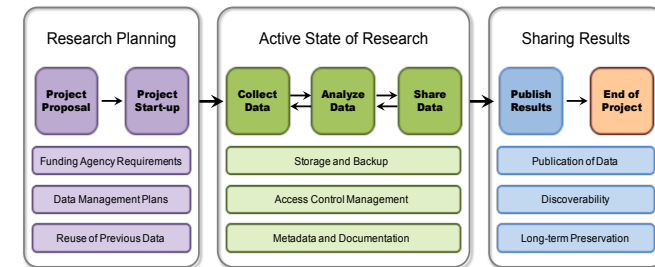 Research Planning
Project
Proposal
Project
Start-up
Funding Agency Requirements
Data Management Plans
Reuse of Previous Data
Active State of Research
Collect
Data
Analyze
Data
Share
Data
Storage and Backup
Access Control Management
Metadata and Documentation
Sharing Results
Publish
Results
End of
Project
Publication of Data
Discoverability
Long-term Preservation